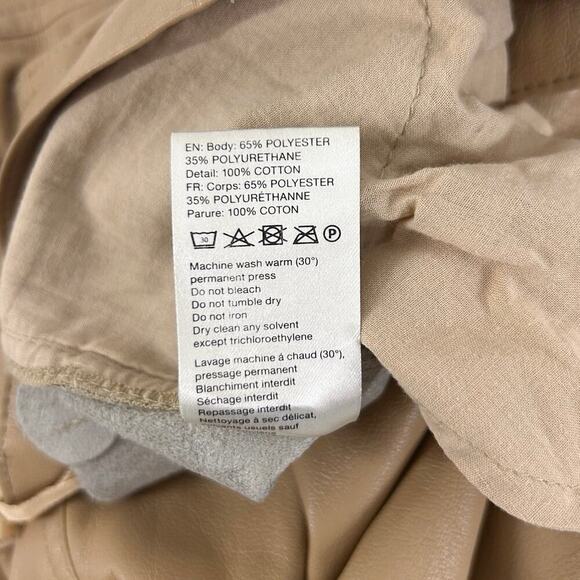 EN: Body: 65% POLYESTER
35% POLYURETHANE
Detail: 100% COTTON
FR: Corps: 65% POLYESTER
35% POLYURÉTHANNE
Parure: 100% COTON
30 P
Machine wash warm (30°)
permanent press
Do not bleach
Do not tumble dry
Do not iron
Dry clean any solvent
except trichloroethylene
Lavage machine á chaud (30°),
pressage permanent
Blanchiment interdit
Séchage interdit
Repassage interdit
Nettoyage à sec délicat,
usuels sauf